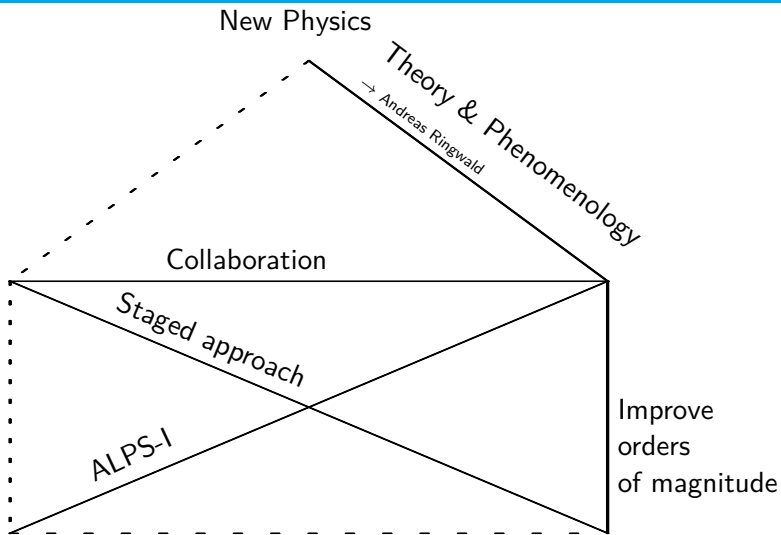 New Physics
Theory & Phenomenology
→ Andreas Ringwald
Collaboration
Staged approach
ALPS-I
Improve
orders
of magnitude